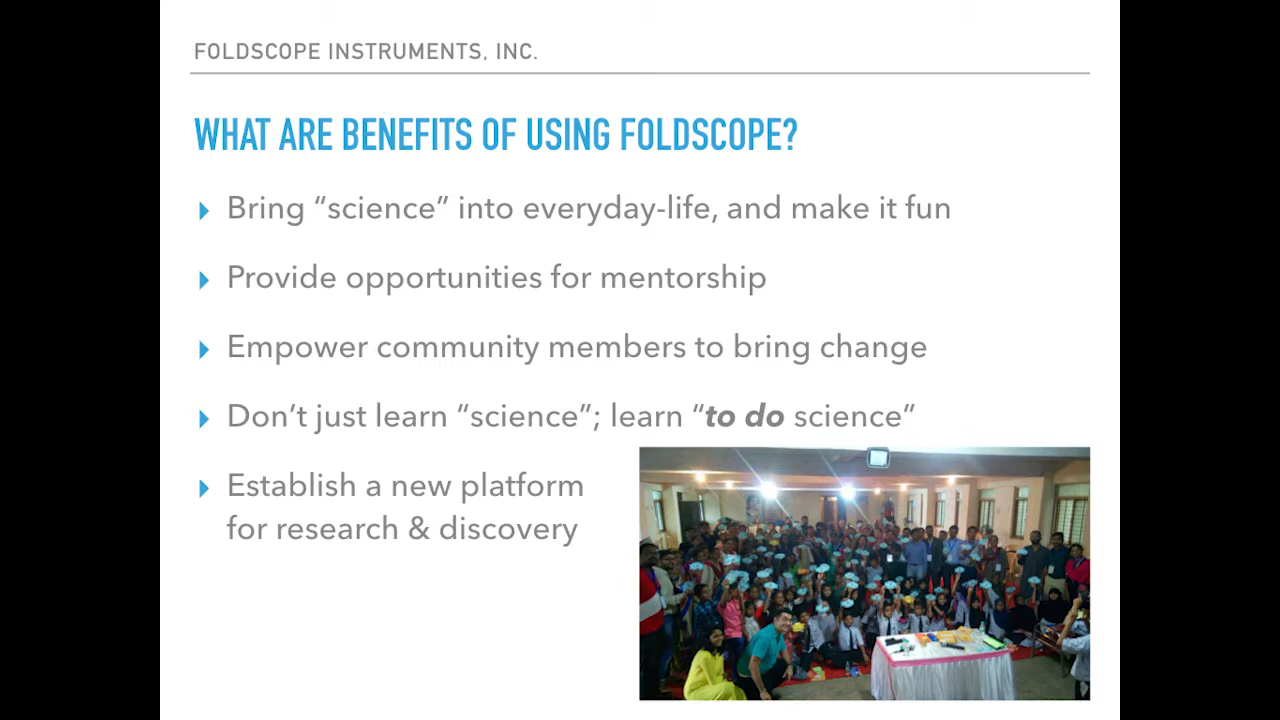 FOLDSCOPE INSTRUMENTS, INC.
WHAT ARE BENEFITS OF USING FOLDSCOPE?
Bring “science” into everyday-life, and make it fun
Provide opportunities for mentorship
Empower community members to bring change
Don’t just learn “science”; learn “to do science”
Establish a new platform
for research & discovery